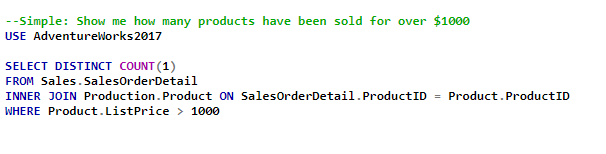 --Simple: Show me how many products have been sold for over $1000
USE AdventureWorks2017
SELECT DISTINCT COUNT(1)
FROM Sales.SalesOrderDetail
INNER JOIN Production.Product ON SalesOrderDetail.ProductID = Product.ProductID
WHERE Product.ListPrice > 1000